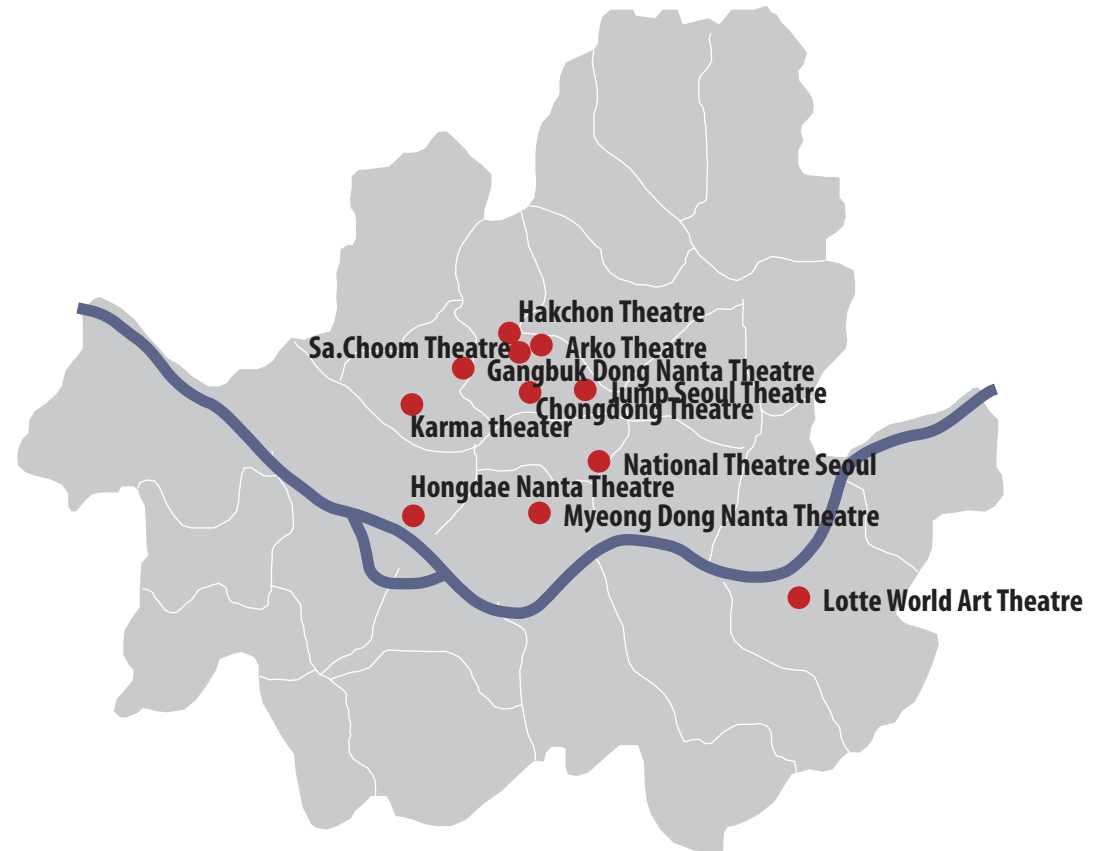 Hakchon Theatre
Sa.Choom Theatre
Arko Theatre
Gangbuk Dong Nanta Theatre
Jump Seoul Theatre
Chongdong Theatre
Karma theater
National Theatre Seoul
Hongdae Nanta Theatre
Myeong Dong Nanta Theatre
Lotte World Art Theatre